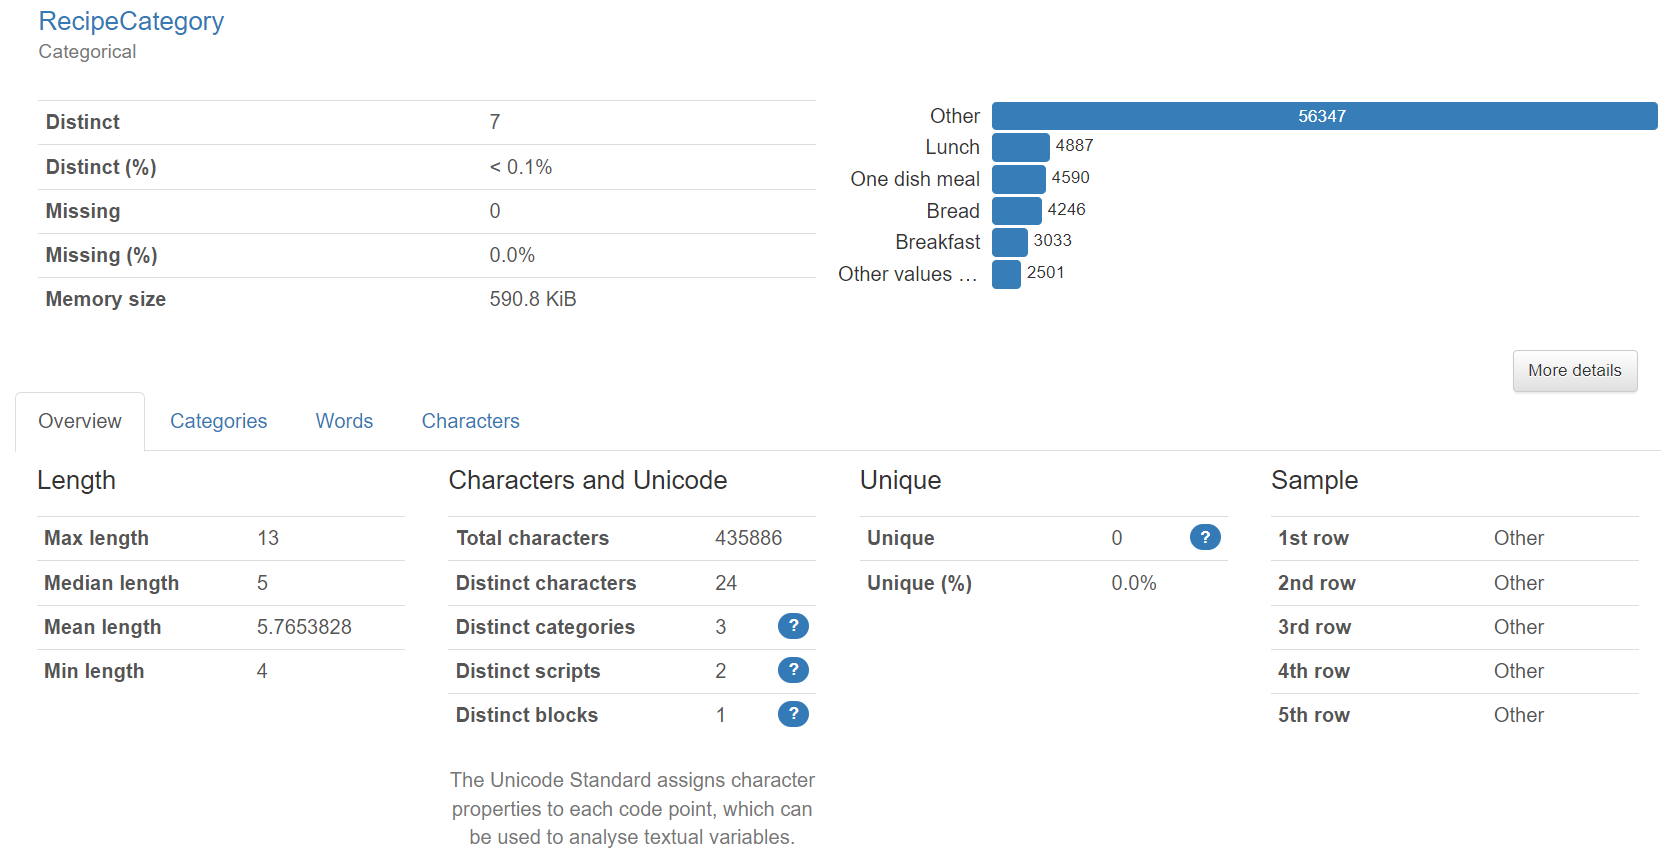 RecipeCategory
Categorical
Distinct 7
Distinct (%) < 0.1%
Missing 0
Missing (%) 0.0%
Memory size 590.8 KiB
Other 56347
Lunch 4887
One dish meal 4590
Bread 4246
Breakfast 3033
Other values … 2501
More details
Overview Categories Words Characters
Length
Max length 13
Median length 5
Mean length 5.7653828
Min length 4
Characters and Unicode
Total characters 435886
Distinct characters 24
Distinct categories 3 ?
Distinct scripts 2 ?
Distinct blocks 1 ?
The Unicode Standard assigns character
properties to each code point, which can
be used to analyse textual variables.
Unique
Unique 0 ?
Unique (%) 0.0%
Sample
1st row Other
2nd row Other
3rd row Other
4th row Other
5th row Other